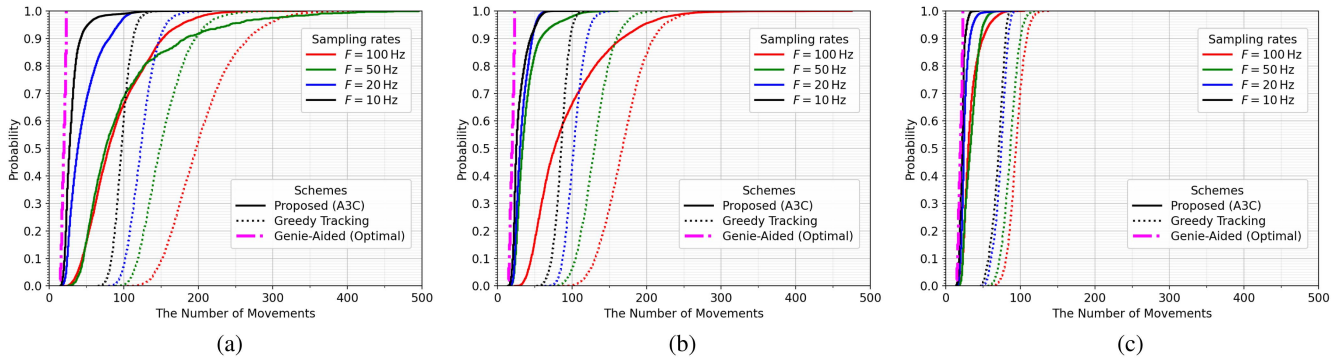 1.0
0.9
0.8
0.7
0.6
0.5
0.4
0.3
0.2
0.1
0.0
Probability
Sampling rates
F = 100 Hz
F = 50 Hz
F = 20 Hz
F = 10 Hz
Schemes
Proposed (A3C)
Greedy Tracking
Genie-Aided (Optimal)
0 100 200 300 400 500
The Number of Movements
(a)
1.0
0.9
0.8
0.7
0.6
0.5
0.4
0.3
0.2
0.1
0.0
Probability
Sampling rates
F = 100 Hz
F = 50 Hz
F = 20 Hz
F = 10 Hz
Schemes
Proposed (A3C)
Greedy Tracking
Genie-Aided (Optimal)
0 100 200 300 400 500
The Number of Movements
(b)
1.0
0.9
0.8
0.7
0.6
0.5
0.4
0.3
0.2
0.1
0.0
Probability
Sampling rates
F = 100 Hz
F = 50 Hz
F = 20 Hz
F = 10 Hz
Schemes
Proposed (A3C)
Greedy Tracking
Genie-Aided (Optimal)
0 100 200 300 400 500
The Number of Movements
(c)